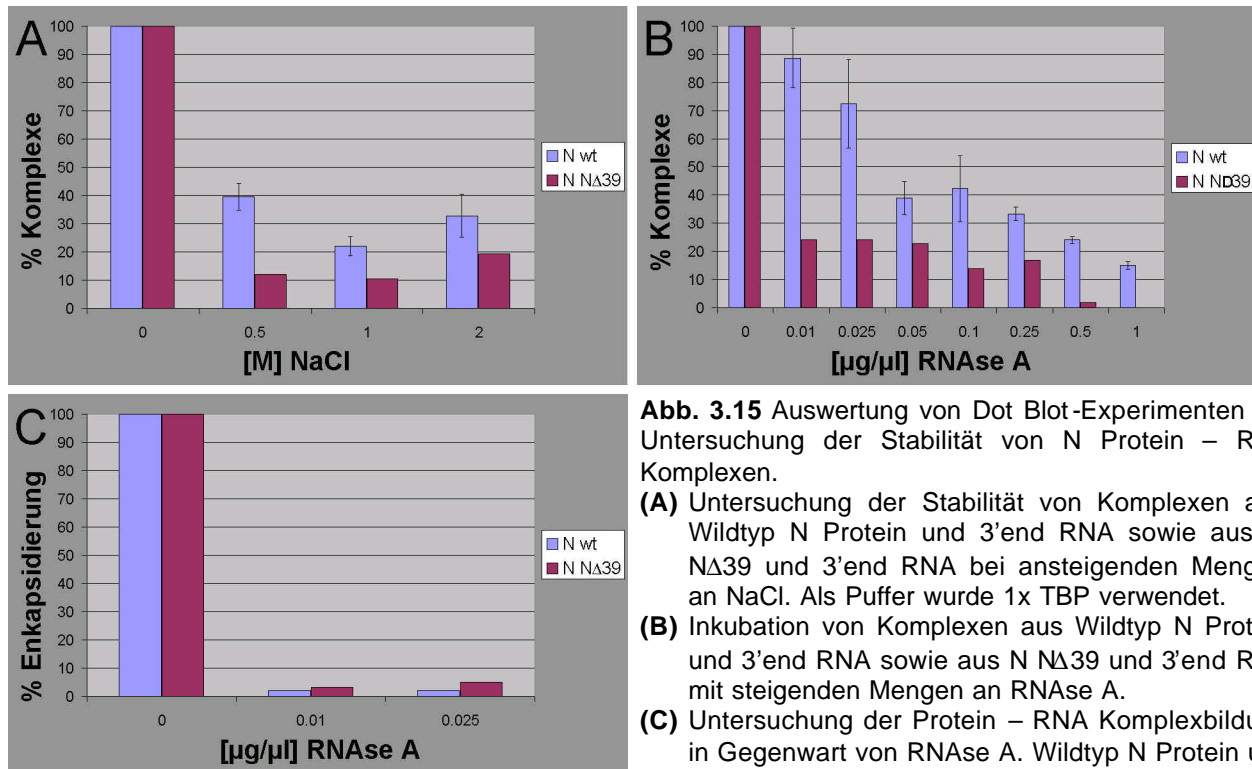 A
% Komplexe
100
90
80
70
60
50
40
30
20
10
0
0 0.5 1 2
[M] NaCl
N wt
N NΔ39
B
% Komplexe
100
90
80
70
60
50
40
30
20
10
0
0 0.01 0.025 0.05 0.1 0.25 0.5 1
[µg/µl] RNAse A
N wt
N ND39
C
% Enkapsidierung
100
90
80
70
60
50
40
30
20
10
0
0 0.01 0.025
[µg/µl] RNAse A
N wt
N NΔ39
Abb. 3.15 Auswertung von Dot Blot-Experimenten
Untersuchung der Stabilität von N Protein – R
Komplexen.
(A) Untersuchung der Stabilität von Komplexen a
Wildtyp N Protein und 3'end RNA sowie aus
NΔ39 und 3'end RNA bei ansteigenden Meng
an NaCl. Als Puffer wurde 1x TBP verwendet.
(B) Inkubation von Komplexen aus Wildtyp N Prot
und 3'end RNA sowie aus N NΔ39 und 3'end R
mit steigenden Mengen an RNAse A.
(C) Untersuchung der Protein – RNA Komplexbildu
in Gegenwart von RNAse A. Wildtyp N Protein u